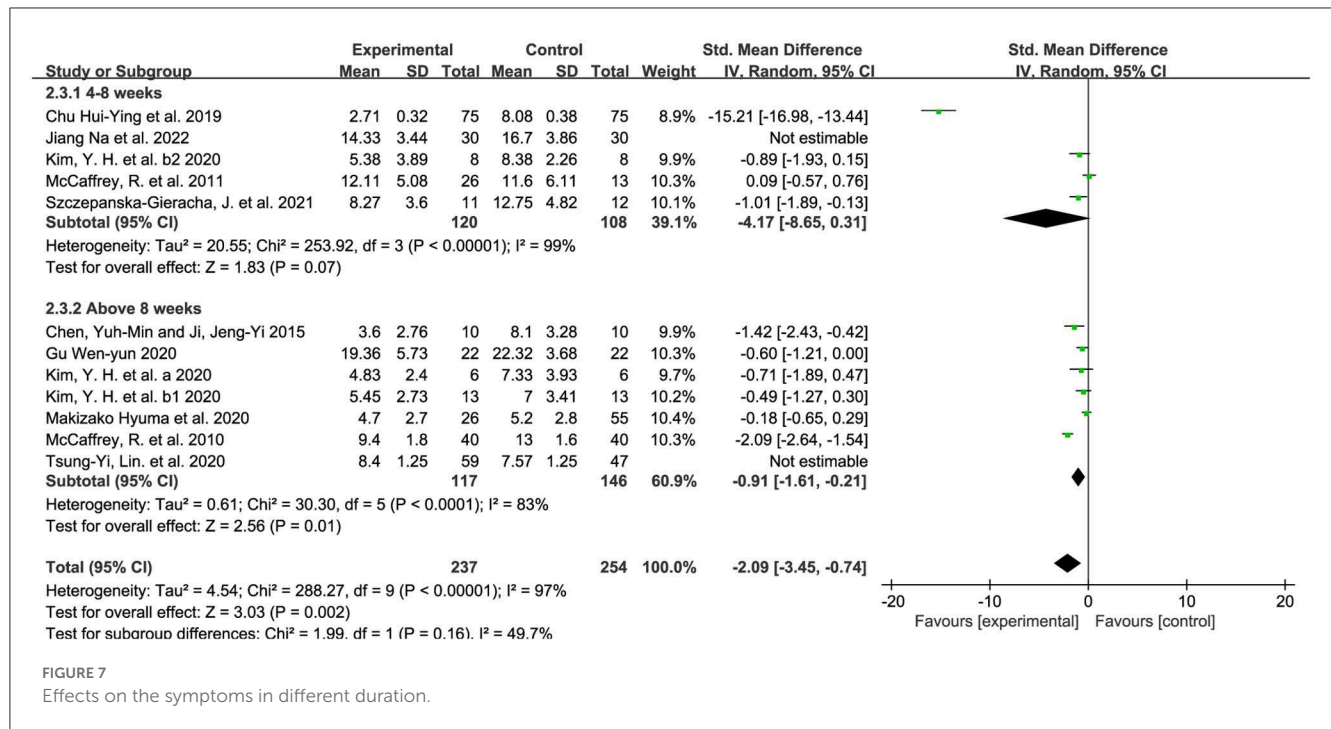 Experimental Control Std. Mean Difference Std. Mean Difference
Study or Subgroup Mean SD Total Mean SD Total Weight IV, Random, 95% CI IV, Random, 95% CI
2.3.1 4-8 weeks
Chu Hui-Ying et al. 2019 2.71 0.32 75 8.08 0.38 75 8.9% -15.21 [-16.98, -13.44]
Jiang Na et al. 2022 14.33 3.44 30 16.7 3.86 30 Not estimable
Kim, Y. H. et al. b2 2020 5.38 3.89 8 8.38 2.26 8 9.9% -0.89 [-1.93, 0.15]
McCaffrey, R. et al. 2011 12.11 5.08 26 11.6 6.11 13 10.3% 0.09 [-0.57, 0.76]
Szczepanska-Gieracha, J. et al. 2021 8.27 3.6 11 12.75 4.82 12 10.1% -1.01 [-1.89, -0.13]
Subtotal (95% CI) 120 108 39.1% -4.17 [-8.65, 0.31]
Heterogeneity: Tau² = 20.55; Chi² = 253.92, df = 3 (P < 0.00001); I² = 99%
Test for overall effect: Z = 1.83 (P = 0.07)
2.3.2 Above 8 weeks
Chen, Yuh-Min and Ji, Jeng-Yi 2015 3.6 2.76 10 8.1 3.28 10 9.9% -1.42 [-2.43, -0.42]
Gu Wen-yun 2020 19.36 5.73 22 22.32 3.68 22 10.3% -0.60 [-1.21, 0.00]
Kim, Y. H. et al. a 2020 4.83 2.4 6 7.33 3.93 6 9.7% -0.71 [-1.89, 0.47]
Kim, Y. H. et al. b1 2020 5.45 2.73 13 7 3.41 13 10.2% -0.49 [-1.27, 0.30]
Makizako Hyuma et al. 2020 4.7 2.7 26 5.2 2.8 55 10.4% -0.18 [-0.65, 0.29]
McCaffrey, R. et al. 2010 9.4 1.8 40 13 1.6 40 10.3% -2.09 [-2.64, -1.54]
Tsung-Yi, Lin. et al. 2020 8.4 1.25 59 7.57 1.25 47 Not estimable
Subtotal (95% CI) 117 146 60.9% -0.91 [-1.61, -0.21]
Heterogeneity: Tau² = 0.61; Chi² = 30.30, df = 5 (P < 0.0001); I² = 83%
Test for overall effect: Z = 2.56 (P = 0.01)
Total (95% CI) 237 254 100.0% -2.09 [-3.45, -0.74]
Heterogeneity: Tau² = 4.54; Chi² = 288.27, df = 9 (P < 0.00001); I² = 97%
Test for overall effect: Z = 3.03 (P = 0.002)
Test for subgroup differences: Chi² = 1.99, df = 1 (P = 0.16), I² = 49.7%
-20 -10 0 10 20
Favours [experimental] Favours [control]
FIGURE 7
Effects on the symptoms in different duration.